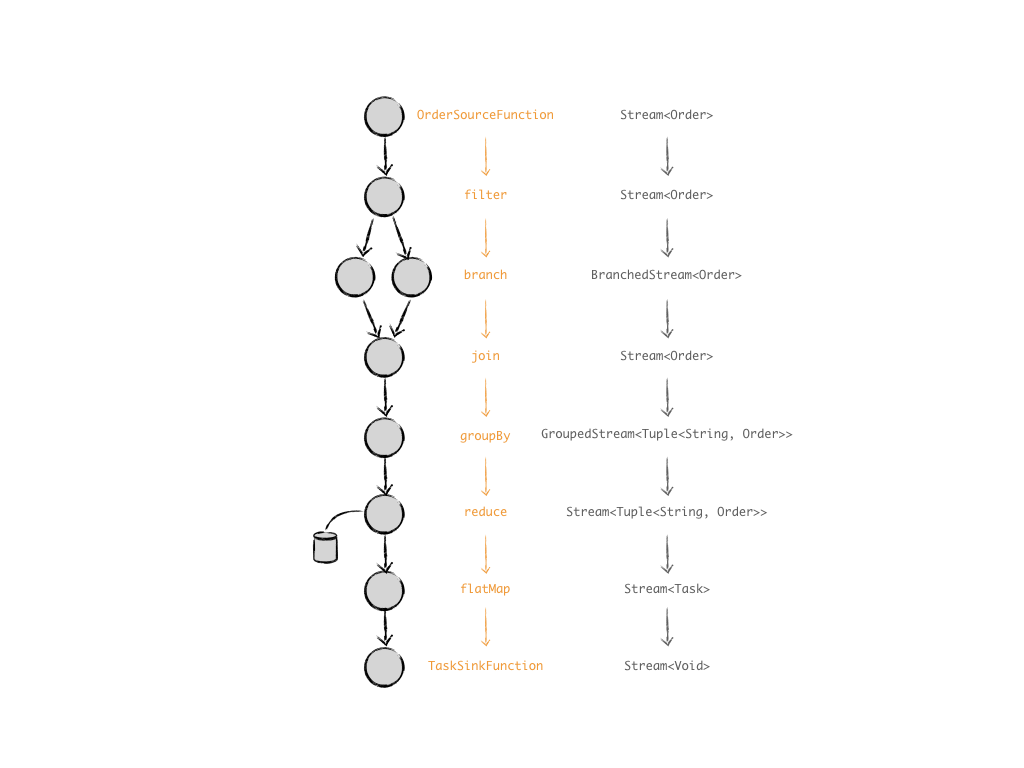 OrderSourceFunction Stream<Order>
filter Stream<Order>
branch BranchedStream<Order>
join Stream<Order>
groupBy GroupedStream<Tuple<String, Order>>
reduce Stream<Tuple<String, Order>>
flatMap Stream<Task>
TaskSinkFunction Stream<Void>